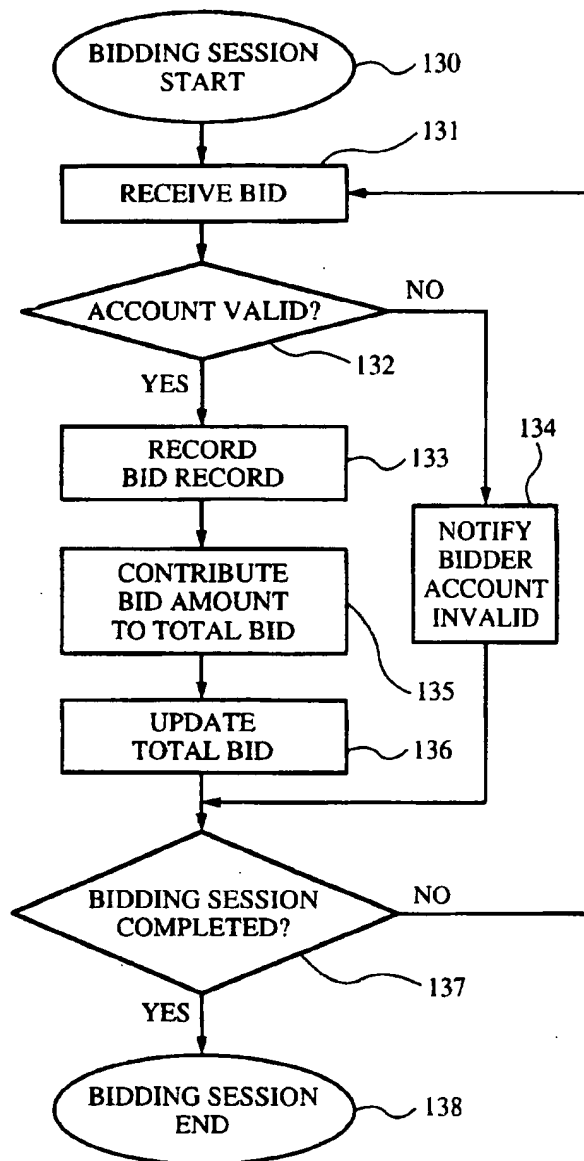 BIDDING SESSION
START
130
131
RECEIVE BID
ACCOUNT VALID?
NO
132
YES
RECORD
BID RECORD
133
134
NOTIFY
BIDDER
ACCOUNT
INVALID
CONTRIBUTE
BID AMOUNT
TO TOTAL BID
135
UPDATE
TOTAL BID
136
BIDDING SESSION
COMPLETED?
NO
137
YES
BIDDING SESSION
END
138